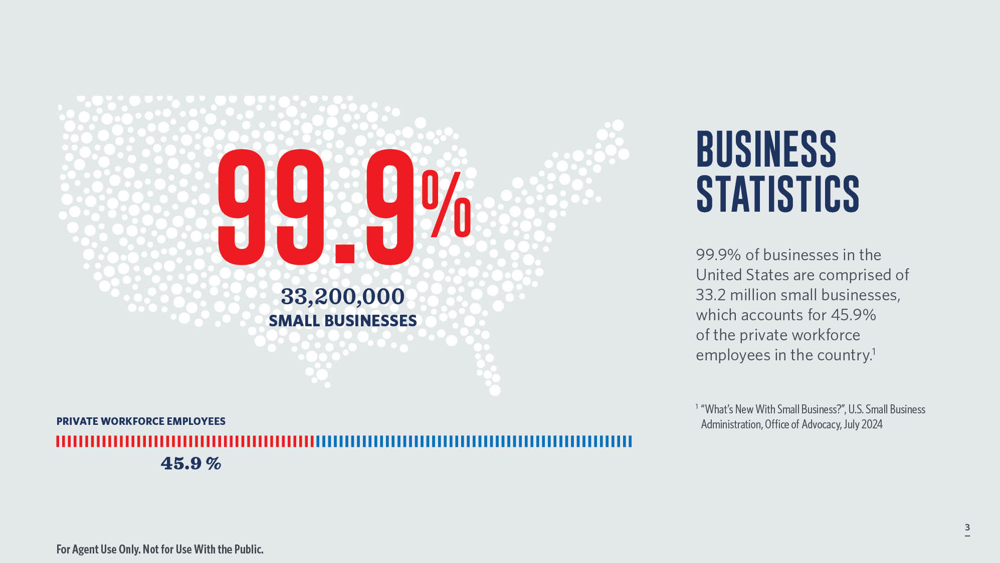 99.9%
33,200,000
SMALL BUSINESSES
PRIVATE WORKFORCE EMPLOYEES
45.9 %
BUSINESS
STATISTICS
99.9% of businesses in the
United States are comprised of
33.2 million small businesses,
which accounts for 45.9%
of the private workforce
employees in the country.¹
¹ “What’s New With Small Business?”, U.S. Small Business
Administration, Office of Advocacy, July 2024
3
For Agent Use Only. Not for Use With the Public.